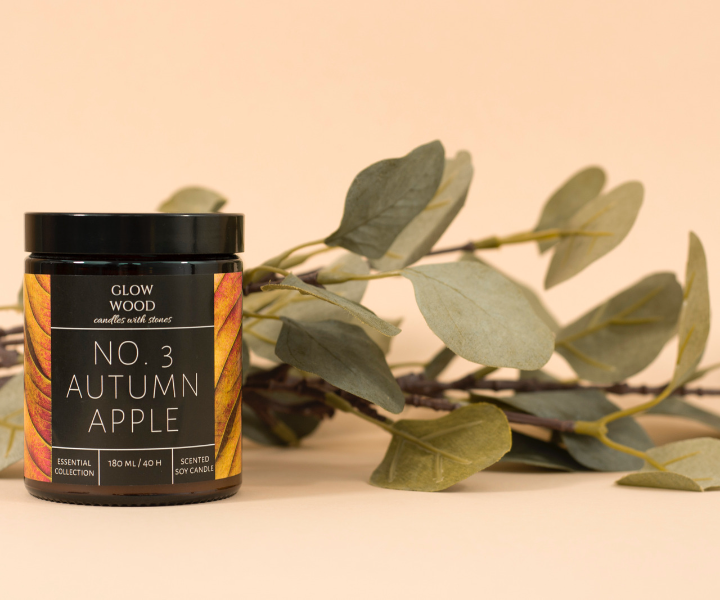 GLOW
WOOD
candles with stones
NO. 3
AUTUMN
APPLE
ESSENTIAL
COLLECTION
180 ML / 40 H
SCENTED
SOY CANDLE